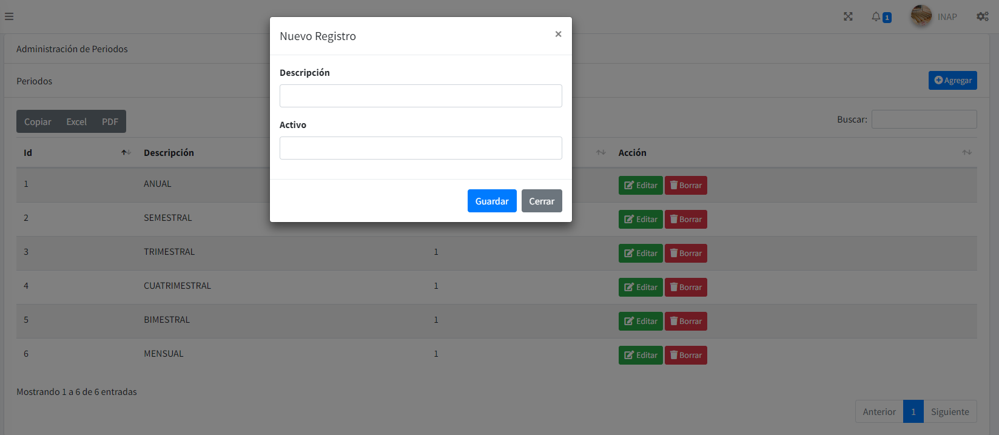 1
INAP
Nuevo Registro
×
Administración de Periodos
Periodos
Agregar
Descripción
Activo
Guardar
Cerrar
Copiar Excel PDF
Buscar:
Id Descripción Acción
1 ANUAL Editar Borrar
2 SEMESTRAL Editar Borrar
3 TRIMESTRAL 1 Editar Borrar
4 CUATRIMESTRAL 1 Editar Borrar
5 BIMESTRAL 1 Editar Borrar
6 MENSUAL 1 Editar Borrar
Mostrando 1 a 6 de 6 entradas
Anterior 1 Siguiente